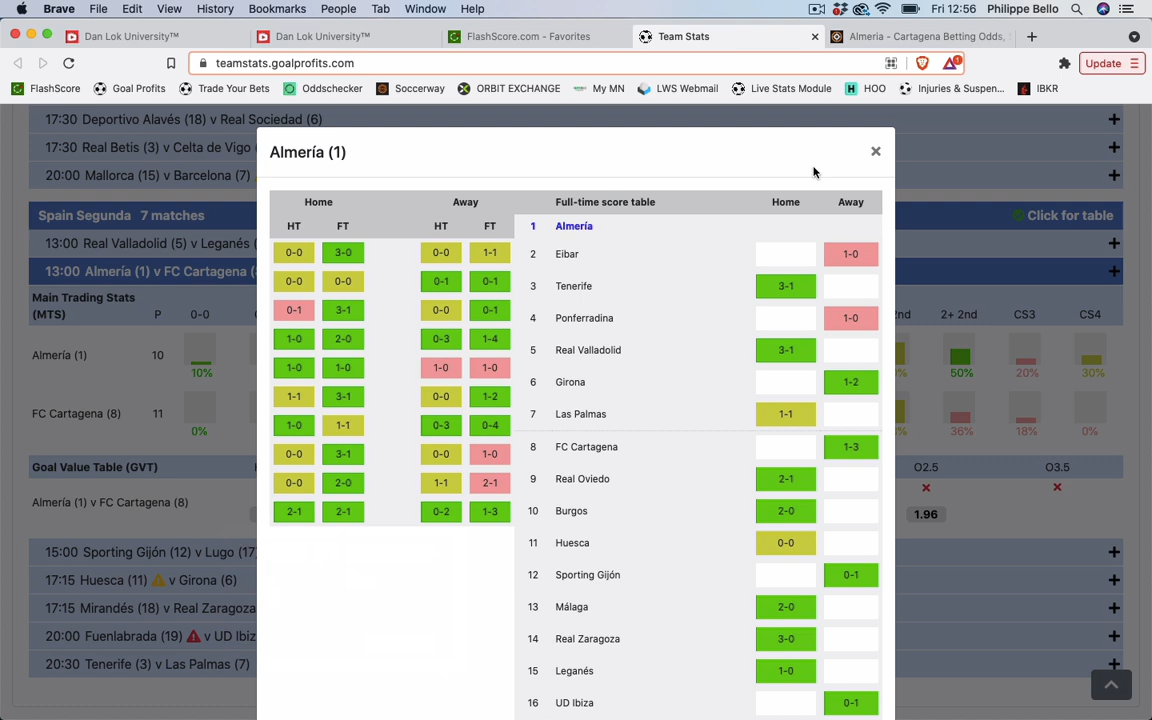 Brave File Edit View History Bookmarks People Tab Window Help Fri 12:56 Philippe Bello
Dan Lok University™ Dan Lok University™ FlashScore.com - Favorites Team Stats Almeria - Cartagena Betting Odds,
teamstats.goalprofits.com 1 Update
FlashScore Goal Profits Trade Your Bets Oddschecker Soccerway ORBIT EXCHANGE My MN LWS Webmail Live Stats Module HOO Injuries & Suspen... IBKR
17:30 Deportivo Alavés (18) v Real Sociedad (6)
17:30 Real Betis (3) v Celta de Vigo
20:00 Mallorca (15) v Barcelona (7)
Spain Segunda 7 matches Click for table
13:00 Real Valladolid (5) v Leganés
13:00 Almería (1) v FC Cartagena
Main Trading Stats
(MTS) P 0-0 2nd 2+ 2nd CS3 CS4
Almería (1) 10 10% 50% 20% 30%
FC Cartagena (8) 11 0% 36% 18% 0%
Goal Value Table (GVT) O2.5 O3.5
Almería (1) v FC Cartagena (8) 1.96
15:00 Sporting Gijón (12) v Lugo (17
17:15 Huesca (11) v Girona (6)
17:15 Mirandés (18) v Real Zaragoza
20:00 Fuenlabrada (19) v UD Ibiz
20:30 Tenerife (3) v Las Palmas (7)
Almería (1) ×
Home Away Full-time score table Home Away
HT FT HT FT 1 Almería
0-0 3-0 0-0 1-1
0-0 0-0 0-1 0-1
0-1 3-1 0-0 0-1
1-0 2-0 0-3 1-4
1-0 1-0 1-0 1-0
1-1 3-1 0-0 1-2
1-0 1-1 0-3 0-4
0-0 3-1 0-0 1-0
0-0 2-0 1-1 2-1
2-1 2-1 0-2 1-3
2 Eibar 1-0
3 Tenerife 3-1
4 Ponferradina 1-0
5 Real Valladolid 3-1
6 Girona 1-2
7 Las Palmas 1-1
8 FC Cartagena 1-3
9 Real Oviedo 2-1
10 Burgos 2-0
11 Huesca 0-0
12 Sporting Gijón 0-1
13 Málaga 2-0
14 Real Zaragoza 3-0
15 Leganés 1-0
16 UD Ibiza 0-1